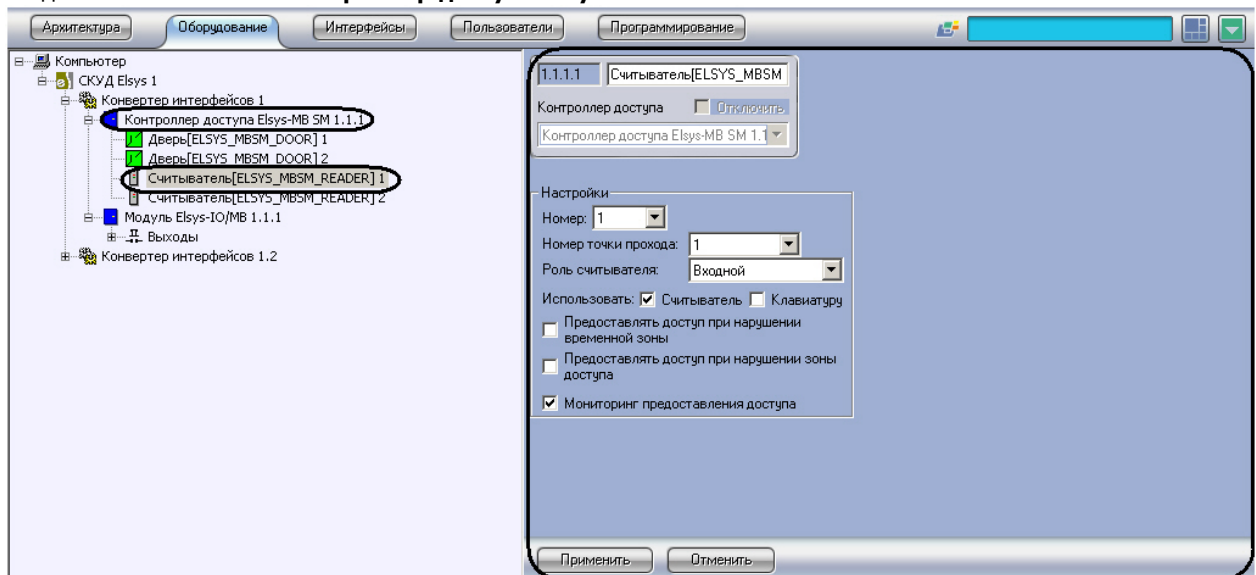 Архитектура Оборудование Интерфейсы Пользователи Программирование
Компьютер
СКУД Elsys 1
Конвертер интерфейсов 1
Контроллер доступа Elsys-MB SM 1.1.1
Дверь[ELSYS_MBSM_DOOR] 1
Дверь[ELSYS_MBSM_DOOR] 2
Считыватель[ELSYS_MBSM_READER] 1
Считыватель[ELSYS_MBSM_READER] 2
Модуль Elsys-IO/MB 1.1.1
Выходы
Конвертер интерфейсов 1.2
1.1.1.1 Считыватель[ELSYS_MBSM
Контроллер доступа Отключить
Контроллер доступа Elsys-MB SM 1.1
Настройки
Номер: 1
Номер точки прохода: 1
Роль считывателя: Входной
Использовать: Считыватель Клавиатуру
Предоставлять доступ при нарушении
временной зоны
Предоставлять доступ при нарушении зоны
доступа
Мониторинг предоставления доступа
Применить Отменить